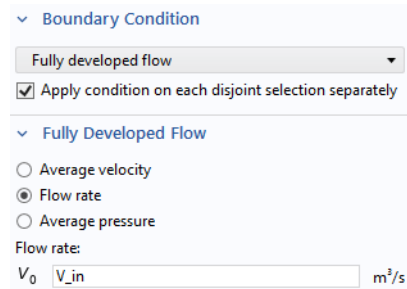 Boundary Condition
Fully developed flow
Apply condition on each disjoint selection separately
Fully Developed Flow
Average velocity
Flow rate
Average pressure
Flow rate:
V₀ V_in m³/s